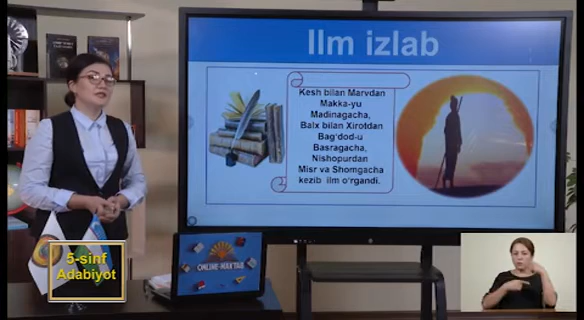 Ilm izlab
Kesh bilan Marvdan
Makka-yu
Madinagacha,
Balx bilan Xirotdan
Bag'dod-u
Basragacha,
Nishopurdan
Misr va Shomgacha
kezib ilm o'rgandi.
5-sinf
Adabiyot
ONLINE-MAKTAB